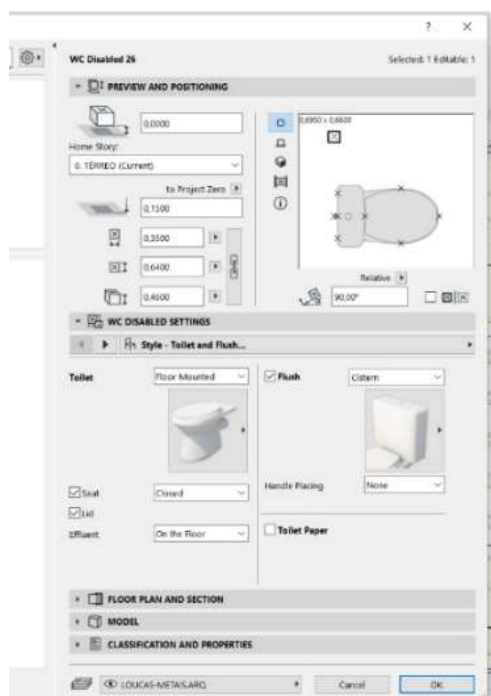 ?
WC Disabled 26
Selected: 1 Editable: 1
PREVIEW AND POSITIONING
0,0000
Home Story:
0. TÉRREO (Current)
to Project Zero
0,1500
0,3500
0,6400
0,4600
0,6950 x 0,6600
Relative
90,00°
WC DISABLED SETTINGS
Style - Toilet and Flush...
Toilet
Floor Mounted
Flush
Cistern
Seat
Closed
Lid
Effluent
On the Floor
Handle Placing
None
Toilet Paper
FLOOR PLAN AND SECTION
MODEL
CLASSIFICATION AND PROPERTIES
LOUCAS-METAIS.ARQ
Cancel
OK